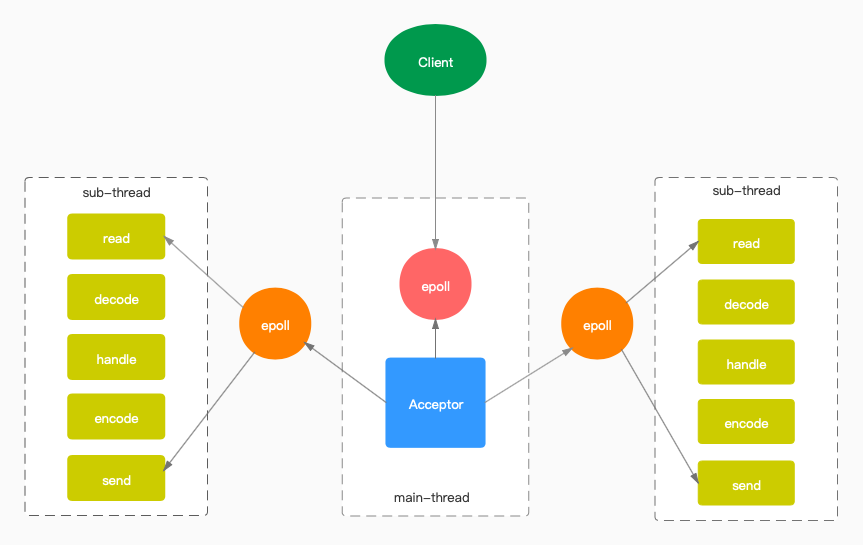 Client
sub-thread
read
decode
handle
encode
send
epoll
epoll
Acceptor
main-thread
epoll
sub-thread
read
decode
handle
encode
send